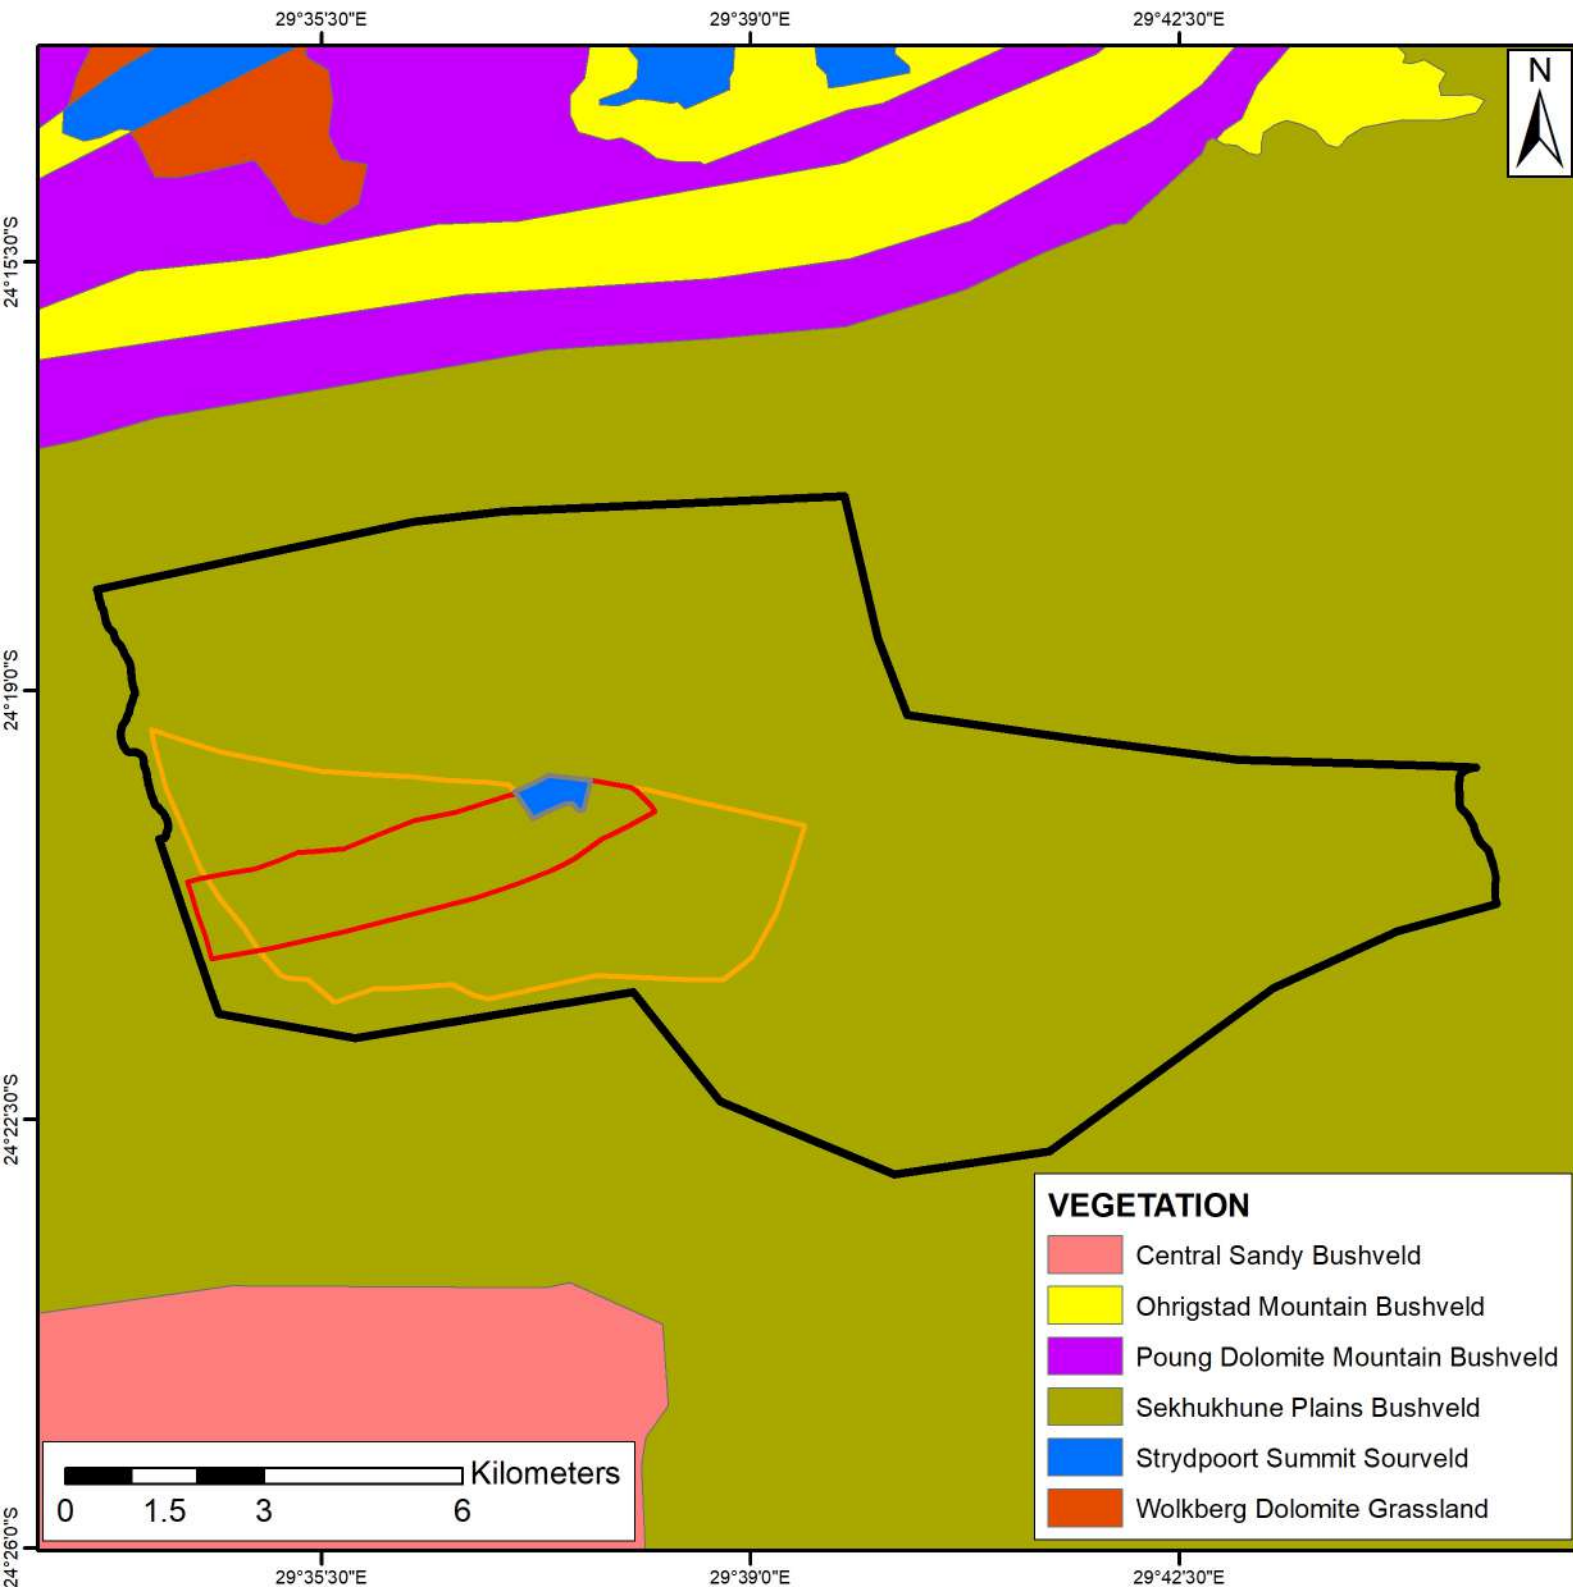 29°35'30"E 29°39'0"E 29°42'30"E
N
24°15'30"S
24°19'0"S
24°22'30"S
24°26'0"S
VEGETATION
Central Sandy Bushveld
Ohrigstad Mountain Bushveld
Poung Dolomite Mountain Bushveld
Sekhukhune Plains Bushveld
Strydpoort Summit Sourveld
Wolkberg Dolomite Grassland
Kilometers
0 1.5 3 6
29°35'30"E 29°39'0"E 29°42'30"E